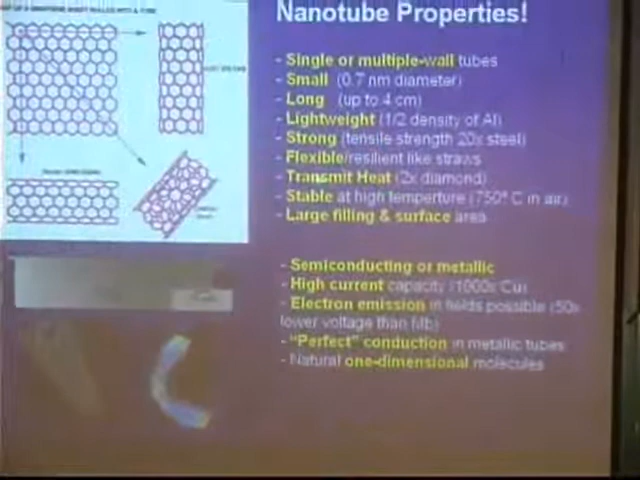 Nanotube Properties!
- Single or multiple-wall tubes
- Small (0.7 nm diameter)
- Long (up to 4 cm)
- Lightweight (1/2 density of Al)
- Strong (tensile strength 20x steel)
- Flexible/resilient like straws
- Transmit Heat (2x diamond)
- Stable at high temperture (750° C in air)
- Large filling & surface area
- Semiconducting or metallic
- High current capacity (1000x Cu)
- Electron emission in fields possible (50x
lower voltage than filb)
- "Perfect" conduction in metallic tubes
- Natural one-dimensional molecules